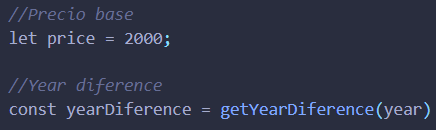 //Precio base
let price = 2000;
//Year diference
const yearDiference = getYearDiference(year)